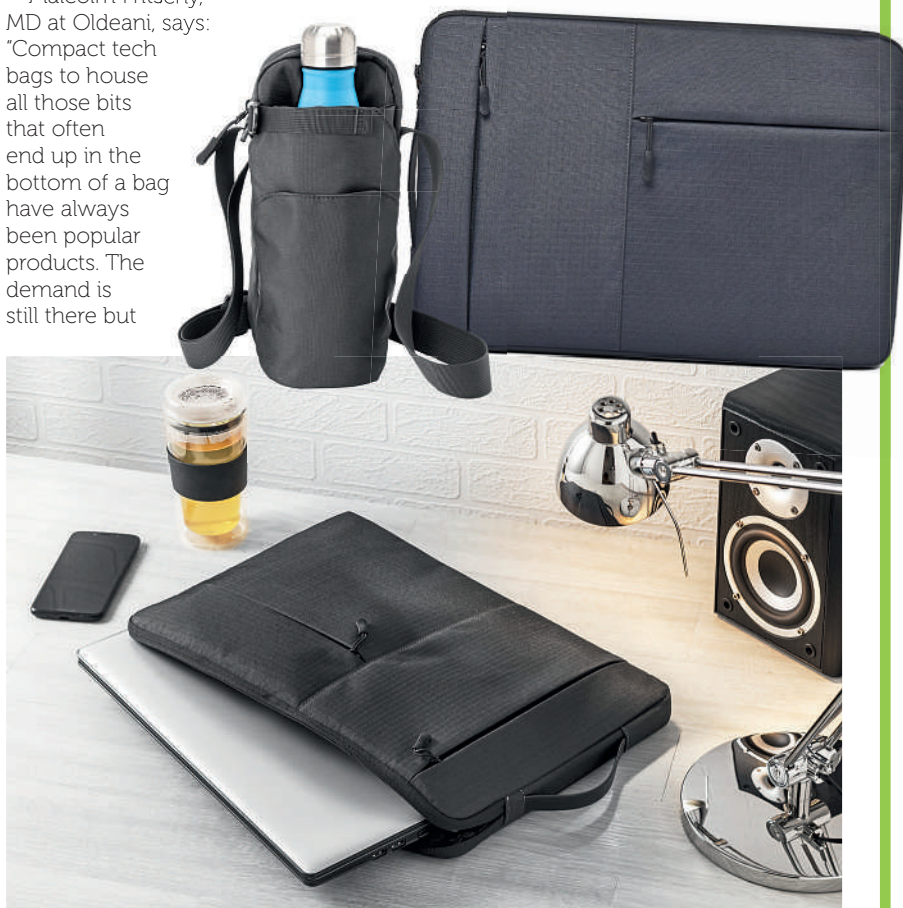 MD at Oldeani, says:
“Compact tech
bags to house
all those bits
that often
end up in the
bottom of a bag
have always
been popular
products. The
demand is
still there but